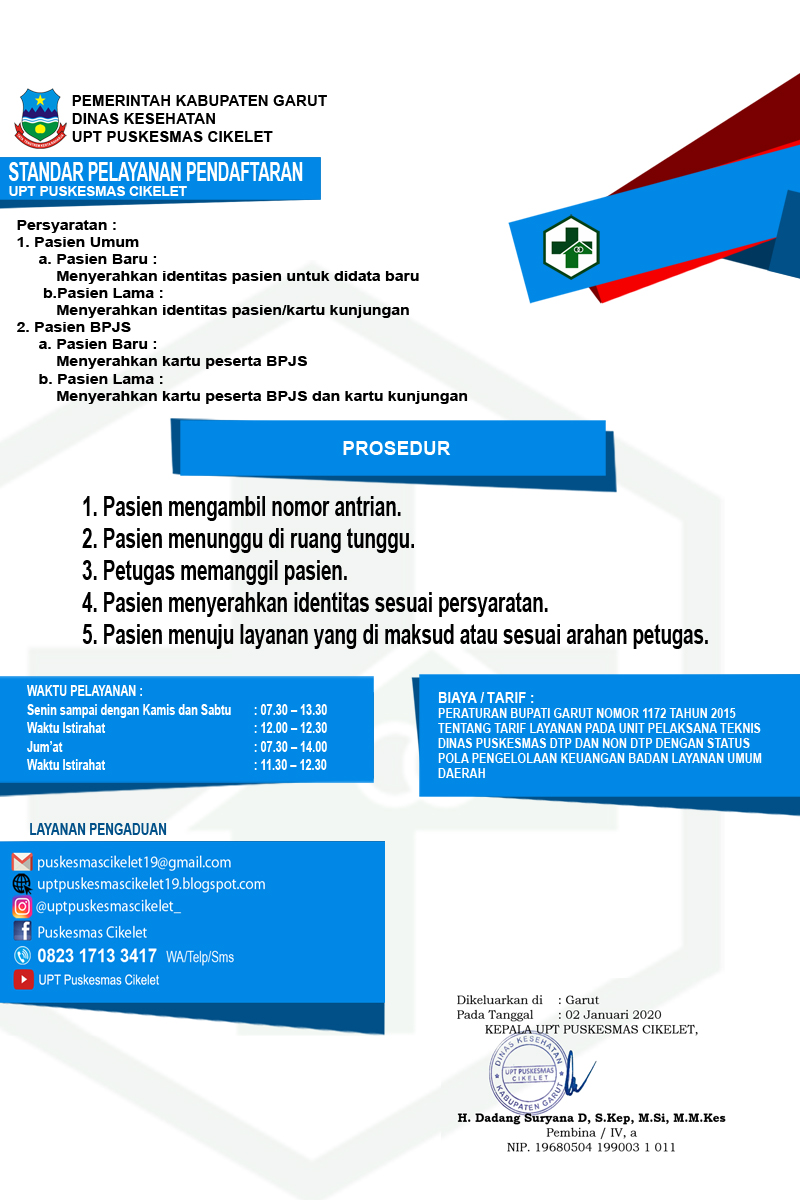 PEMERINTAH KABUPATEN GARUT
DINAS KESEHATAN
UPT PUSKESMAS CIKELET
STANDAR PELAYANAN PENDAFTARAN
UPT PUSKESMAS CIKELET
Persyaratan :
1. Pasien Umum
a. Pasien Baru :
Menyerahkan identitas pasien untuk didata baru
b.Pasien Lama :
Menyerahkan identitas pasien/kartu kunjungan
2. Pasien BPJS
a. Pasien Baru :
Menyerahkan kartu peserta BPJS
b. Pasien Lama :
Menyerahkan kartu peserta BPJS dan kartu kunjungan
PROSEDUR
1. Pasien mengambil nomor antrian.
2. Pasien menunggu di ruang tunggu.
3. Petugas memanggil pasien.
4. Pasien menyerahkan identitas sesuai persyaratan.
5. Pasien menuju layanan yang di maksud atau sesuai arahan petugas.
WAKTU PELAYANAN :
Senin sampai dengan Kamis dan Sabtu : 07.30 – 13.30
Waktu Istirahat : 12.00 – 12.30
Jum’at : 07.30 – 14.00
Waktu Istirahat : 11.30 – 12.30
BIAYA / TARIF :
PERATURAN BUPATI GARUT NOMOR 1172 TAHUN 2015
TENTANG TARIF LAYANAN PADA UNIT PELAKSANA TEKNIS
DINAS PUSKESMAS DTP DAN NON DTP DENGAN STATUS
POLA PENGELOLAAN KEUANGAN BADAN LAYANAN UMUM
DAERAH
LAYANAN PENGADUAN
puskesmascikelet19@gmail.com
uptpuskesmascikelet19.blogspot.com
@uptpuskesmascikelet_
Puskesmas Cikelet
0823 1713 3417 WA/Telp/Sms
UPT Puskesmas Cikelet
Dikeluarkan di : Garut
Pada Tanggal : 02 Januari 2020
KEPALA UPT PUSKESMAS CIKELET,
DINAS KESEHATAN
UPT PUSKESMAS
CIKELET
KABUPATEN GARUT
H. Dadang Suryana D, S.Kep, M.Si, M.M.Kes
Pembina / IV, a
NIP. 19680504 199003 1 011